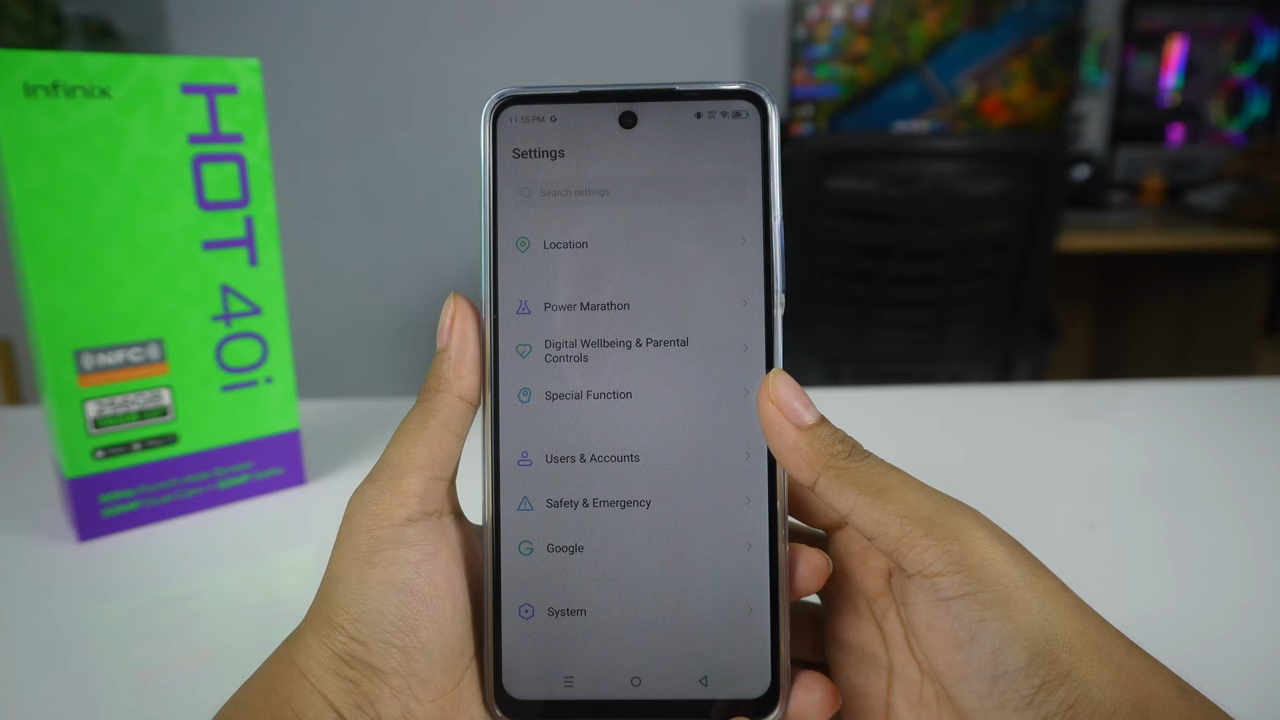 Infinix
HOT 40i
NFC
256GB
11:55 PM
Settings
Search settings
Location
Power Marathon
Digital Wellbeing & Parental
Controls
Special Function
Users & Accounts
Safety & Emergency
Google
System